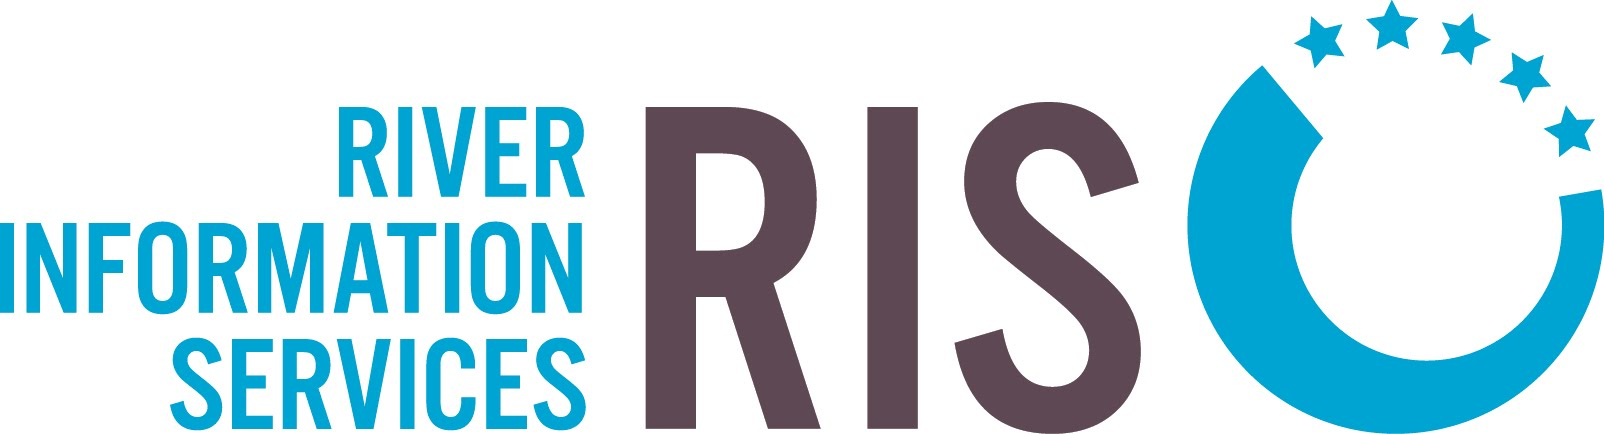 RIVER
INFORMATION
SERVICES
RIS